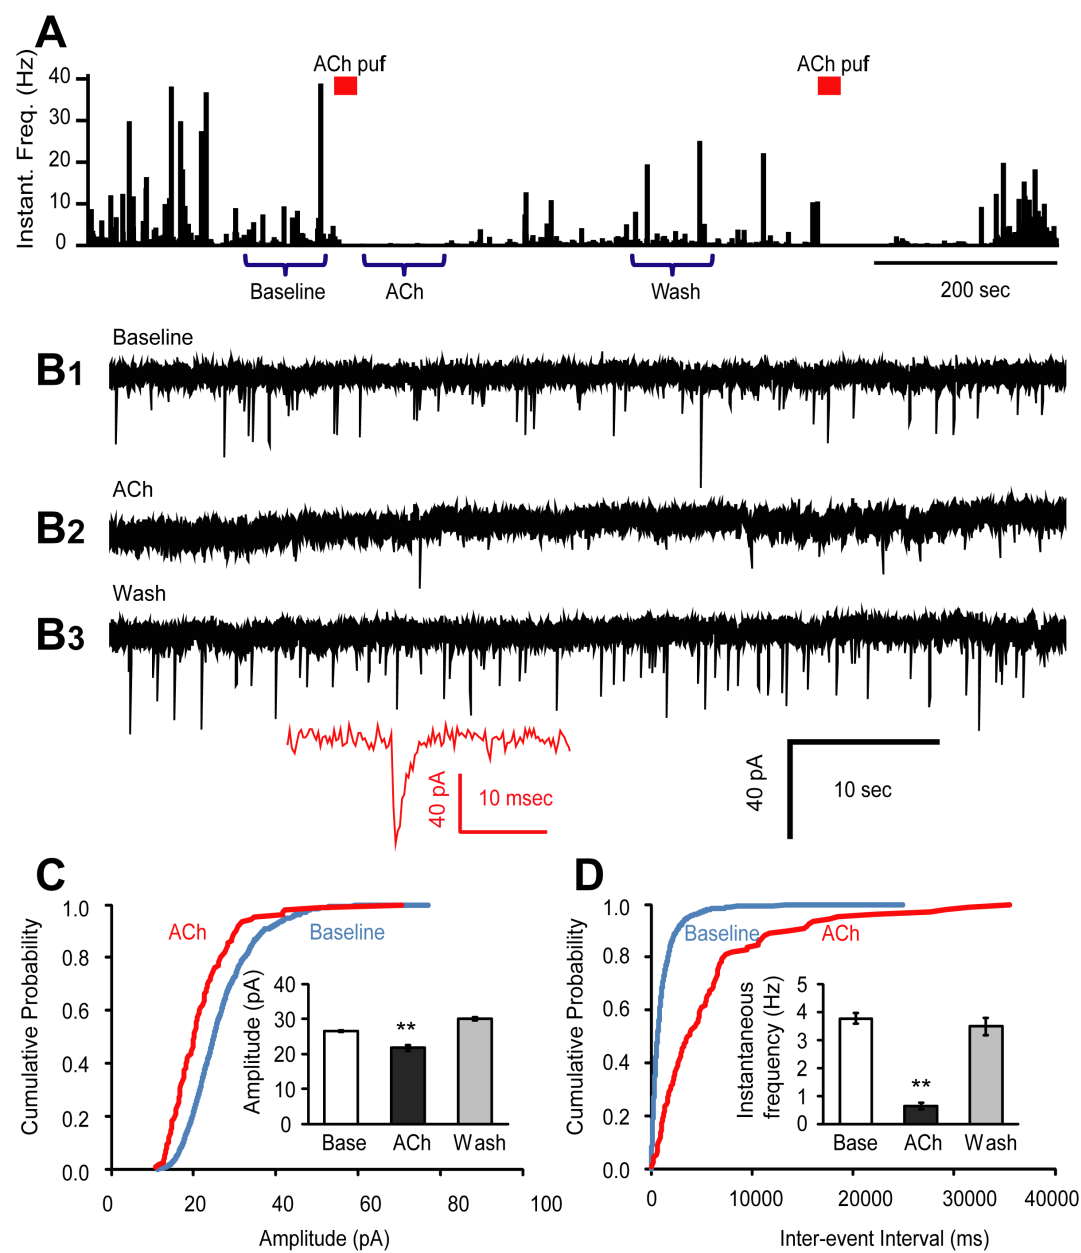 A
ACh puf
ACh puf
Instant. Freq. (Hz)
40
30
20
10
0
Baseline
ACh
Wash
200 sec
Baseline
B1
ACh
B2
Wash
B3
40 pA
10 msec
40 pA
10 sec
C
Cumulative Probability
1.0
0.8
0.6
0.4
0.2
0.0
ACh
Baseline
Amplitude (pA)
40
30
20
10
0
**
Base
ACh
Wash
0
20
40
60
80
100
Amplitude (pA)
D
Cumulative Probability
1.0
0.8
0.6
0.4
0.2
0.0
Baseline
ACh
Instantaneous
frequency (Hz)
5
4
3
2
1
0
**
Base
ACh
Wash
0
10000
20000
30000
40000
Inter-event Interval (ms)